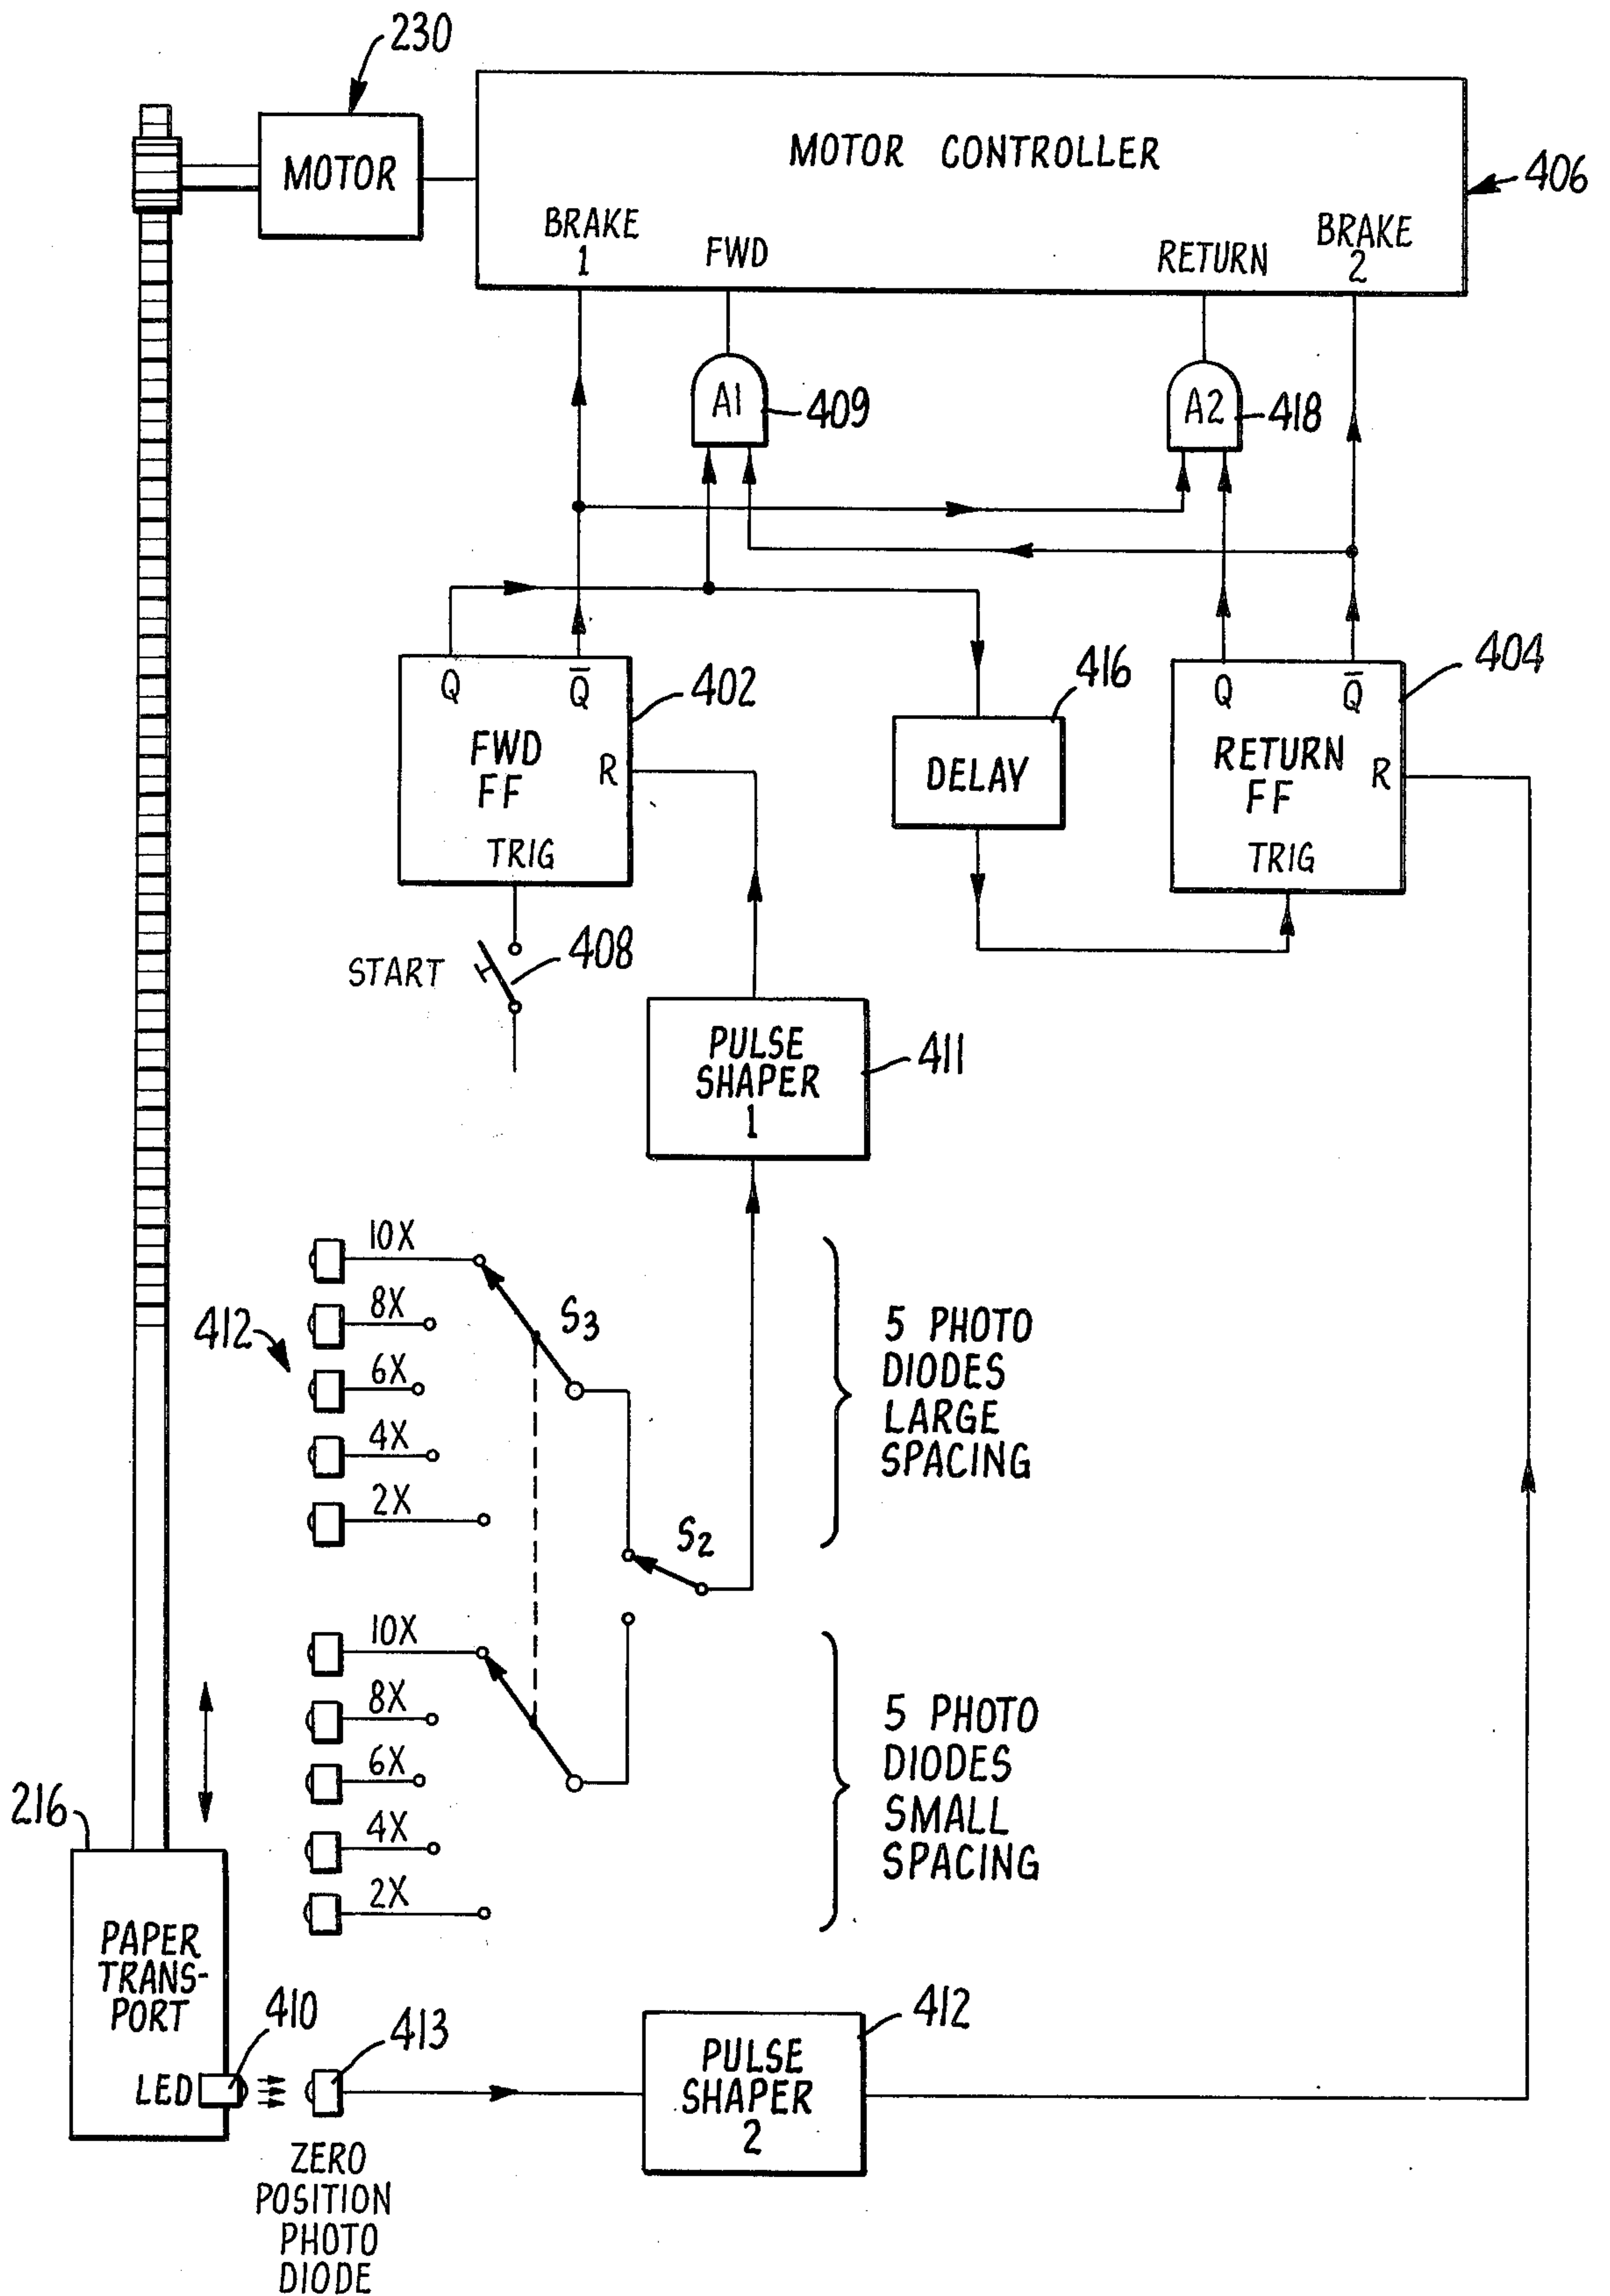 230
MOTOR
MOTOR CONTROLLER
406
BRAKE
1
FWD
RETURN
BRAKE
2
A1
409
A2
418
Q
Q̅
402
FWD
FF
R
TRIG
416
DELAY
404
Q
Q̅
RETURN
FF
R
TRIG
START
408
PULSE
SHAPER
1
411
412
10X
8X
6X
4X
2X
S3
S2
5 PHOTO
DIODES
LARGE
SPACING
10X
8X
6X
4X
2X
5 PHOTO
DIODES
SMALL
SPACING
216
PAPER
TRANS-
PORT
LED
410
413
ZERO
POSITION
PHOTO
DIODE
PULSE
SHAPER
2
412